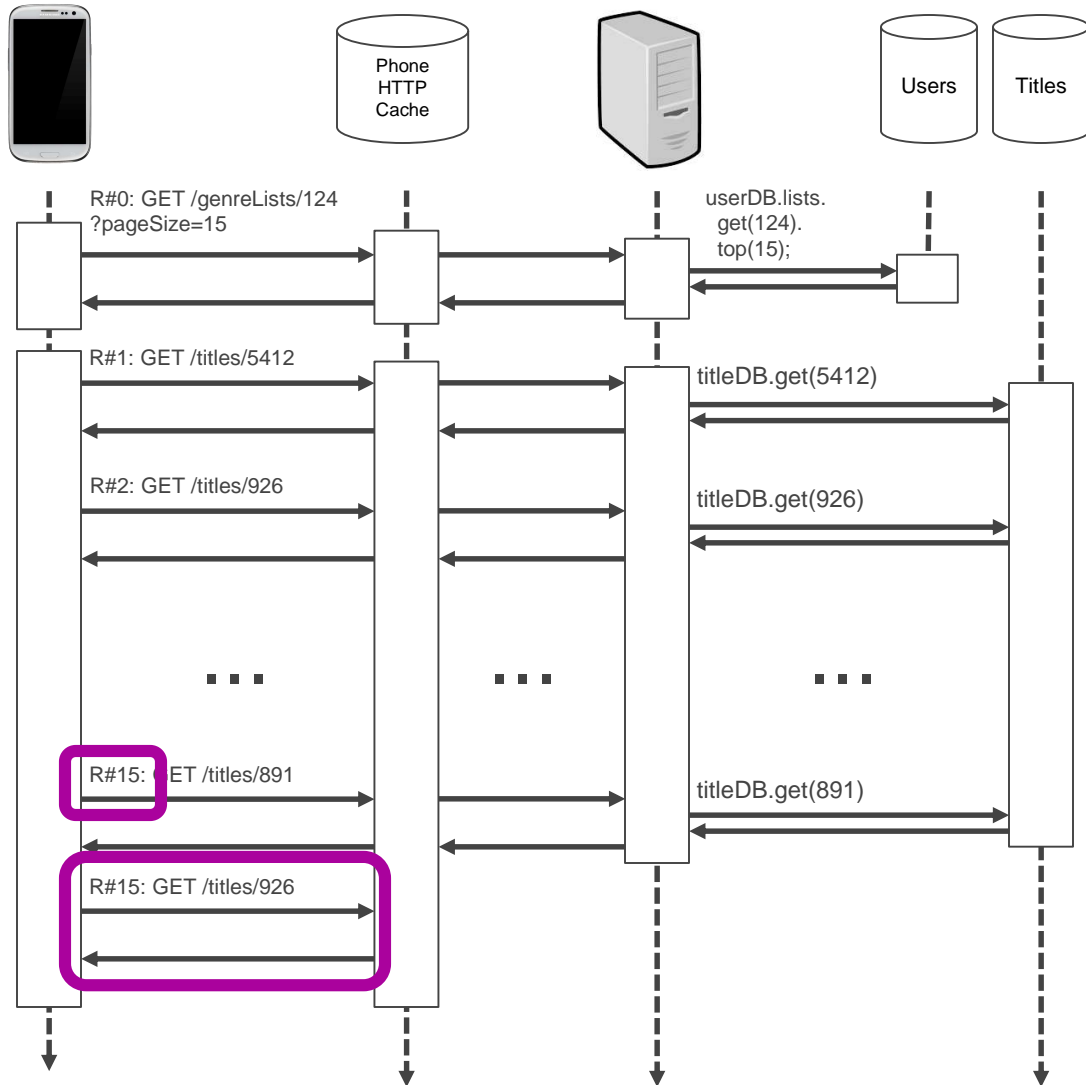 Phone
HTTP
Cache
Users
Titles
R#0: GET /genreLists/124
?pageSize=15
userDB.lists.
get(124).
top(15);
R#1: GET /titles/5412
titleDB.get(5412)
R#2: GET /titles/926
titleDB.get(926)
...
...
...
R#15: GET /titles/891
titleDB.get(891)
R#15: GET /titles/926